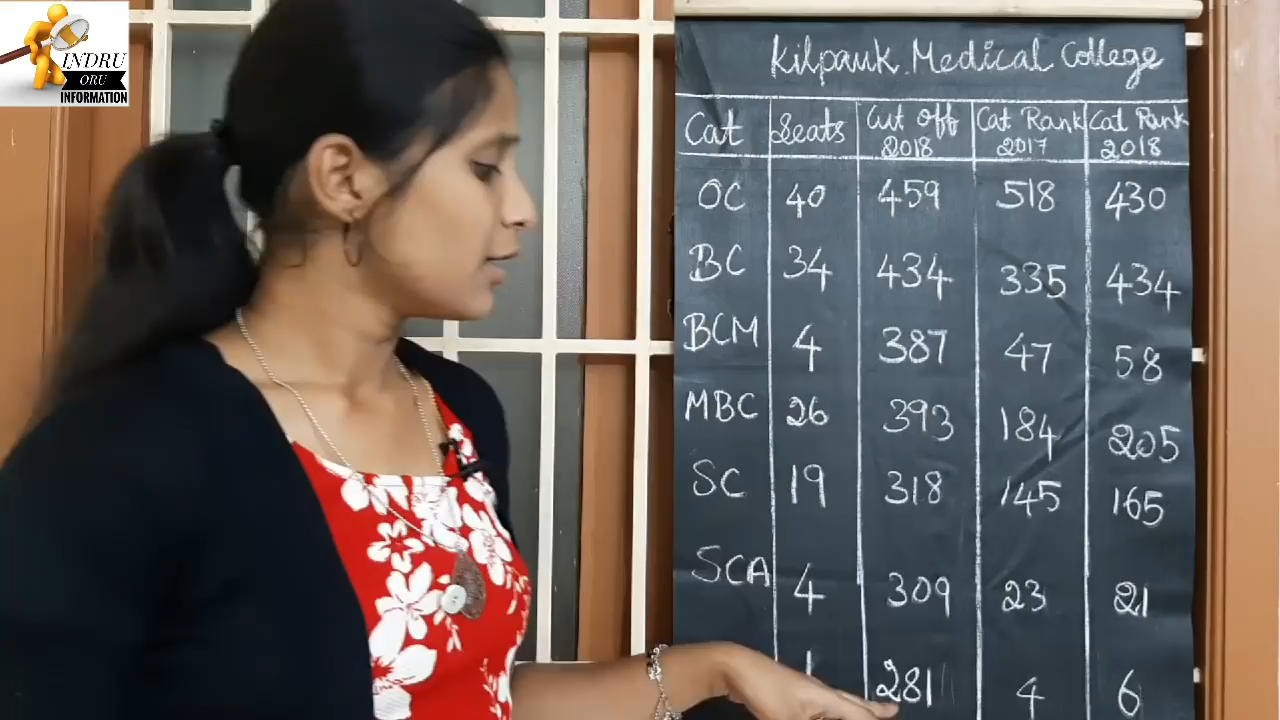 INDRU
ORU
INFORMATION
Kilpauk Medical College
Cat Seats Cut Off 2018 Cat Rank 2017 Cat Rank 2018
OC 40 459 518 430
BC 34 434 335 434
BCM 4 387 47 58
MBC 26 393 184 205
SC 19 318 145 165
SCA 4 309 23 21
281 4 6